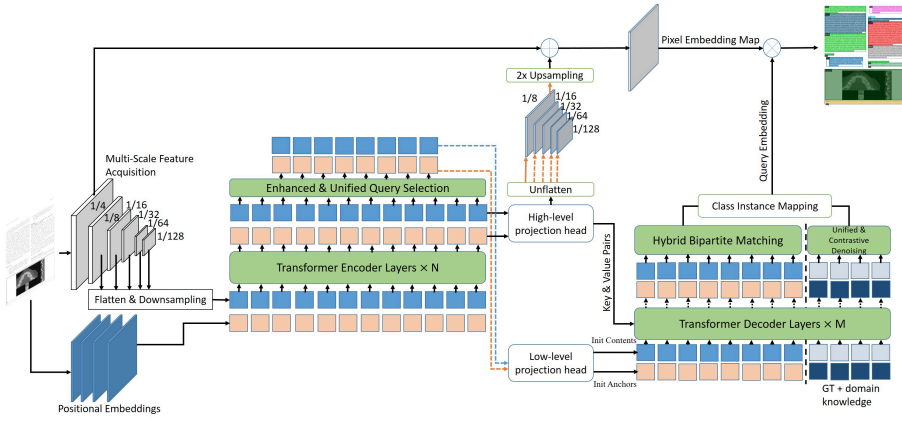 Pixel Embedding Map
2x Upsampling
1/8
1/16
1/32
1/64
1/128
Multi-Scale Feature
Acquisition
1/4
1/8
1/16
1/32
1/64
1/128
Enhanced & Unified Query Selection
Unflatten
Query Embedding
Class Instance Mapping
High-level
projection head
Hybrid Bipartite Matching
Unified &
Contrastive
Denoising
Transformer Encoder Layers × N
Key & Value Pairs
Flatten & Downsampling
Transformer Decoder Layers × M
Init Contents
Low-level
projection head
Init Anchors
Positional Embeddings
GT + domain
knowledge